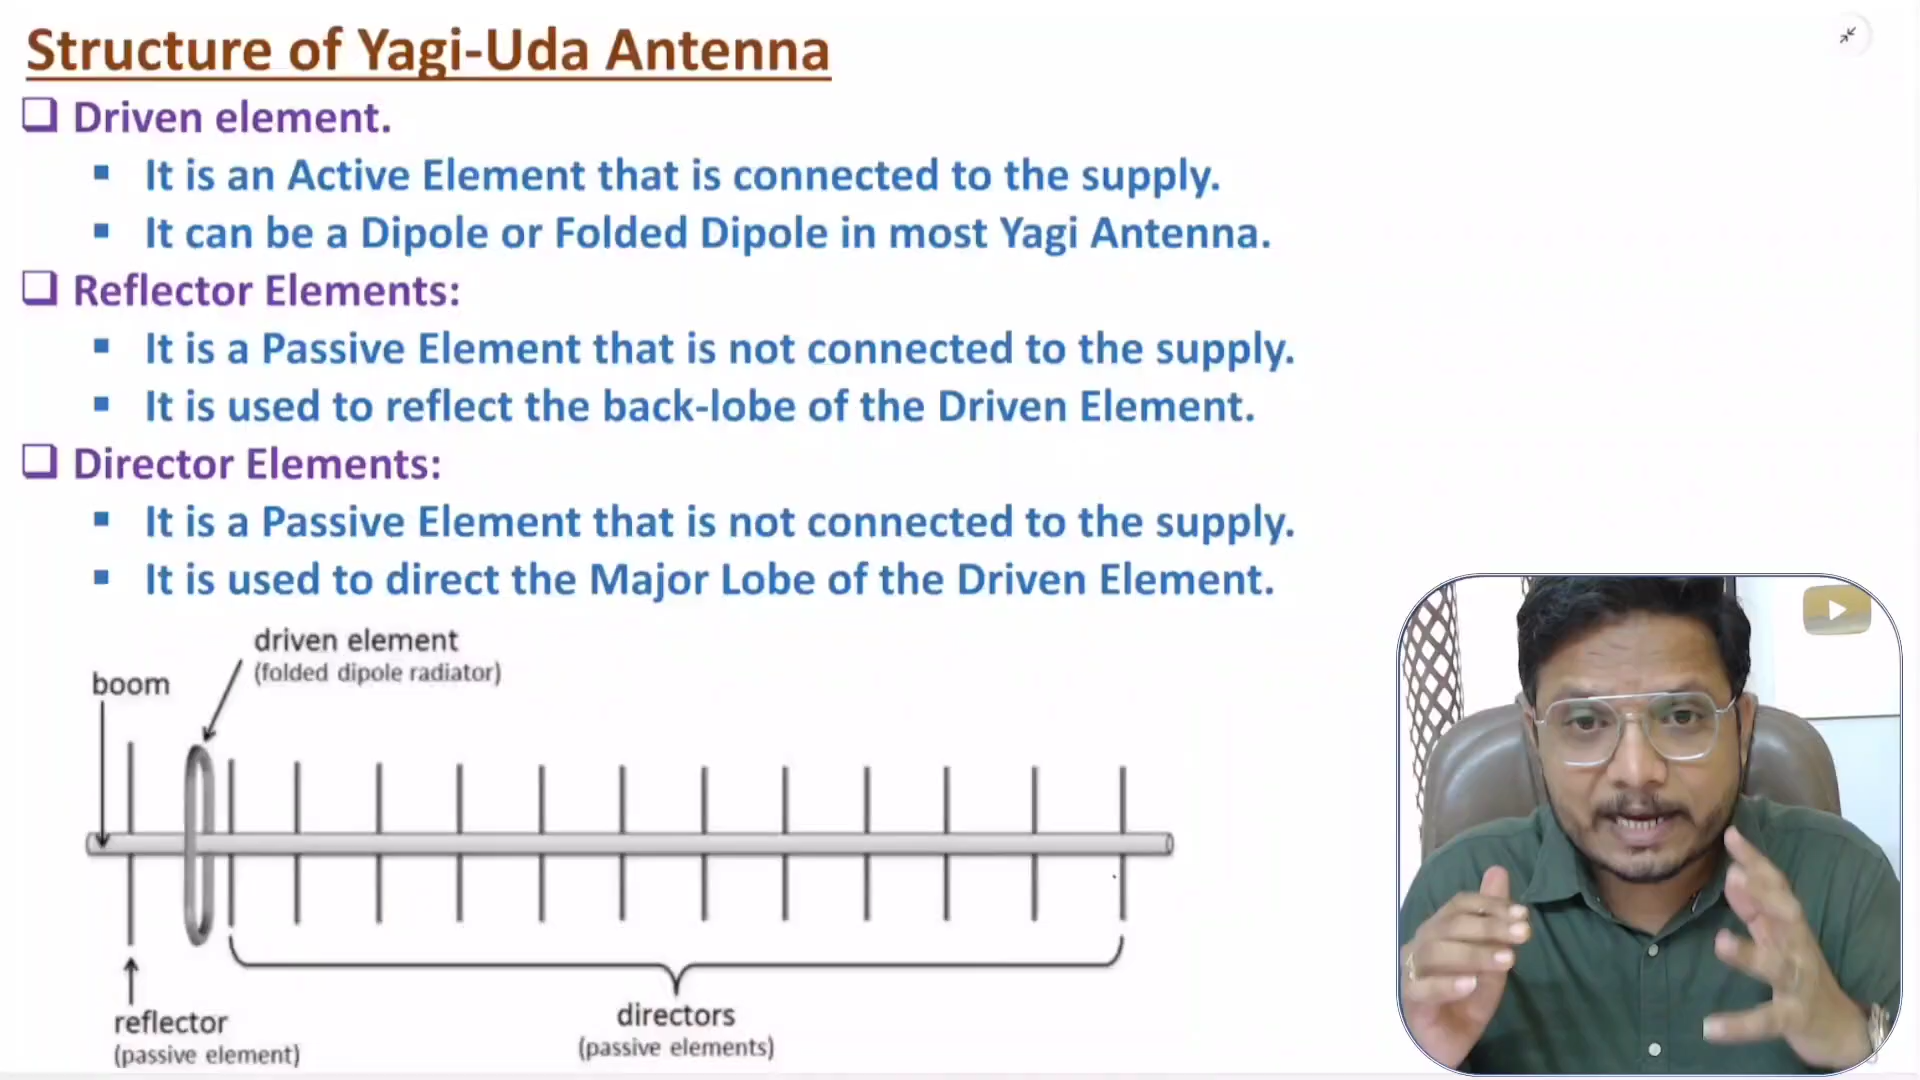 Structure of Yagi-Uda Antenna
Driven element.
It is an Active Element that is connected to the supply.
It can be a Dipole or Folded Dipole in most Yagi Antenna.
Reflector Elements:
It is a Passive Element that is not connected to the supply.
It is used to reflect the back-lobe of the Driven Element.
Director Elements:
It is a Passive Element that is not connected to the supply.
It is used to direct the Major Lobe of the Driven Element.
driven element
(folded dipole radiator)
boom
reflector
(passive element)
directors
(passive elements)